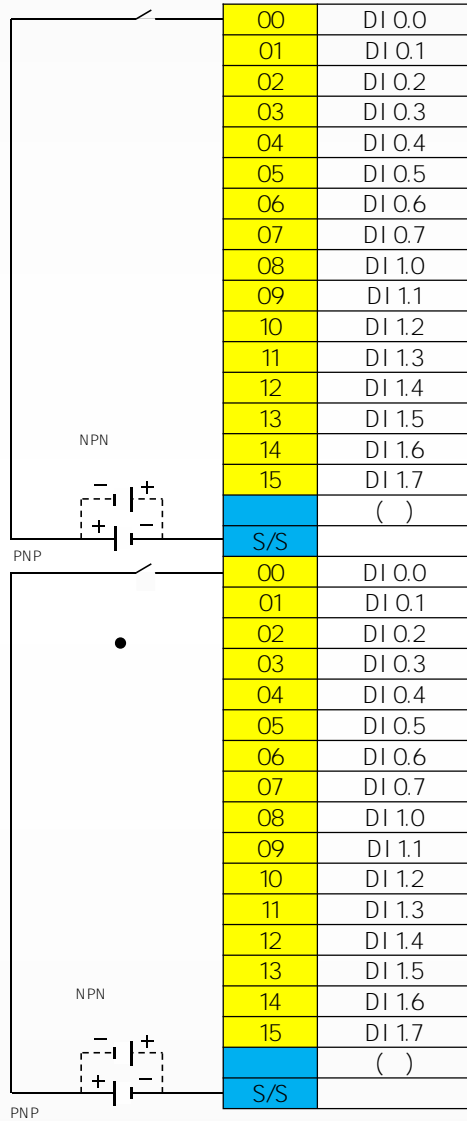 00 DI 0.0
01 DI 0.1
02 DI 0.2
03 DI 0.3
04 DI 0.4
05 DI 0.5
06 DI 0.6
07 DI 0.7
08 DI 1.0
09 DI 1.1
10 DI 1.2
11 DI 1.3
12 DI 1.4
13 DI 1.5
NPN
14 DI 1.6
15 DI 1.7
− +
( )
+ −
S/S
PNP
00 DI 0.0
01 DI 0.1
02 DI 0.2
03 DI 0.3
04 DI 0.4
05 DI 0.5
06 DI 0.6
07 DI 0.7
08 DI 1.0
09 DI 1.1
10 DI 1.2
11 DI 1.3
12 DI 1.4
13 DI 1.5
NPN
14 DI 1.6
15 DI 1.7
− +
( )
+ −
S/S
PNP